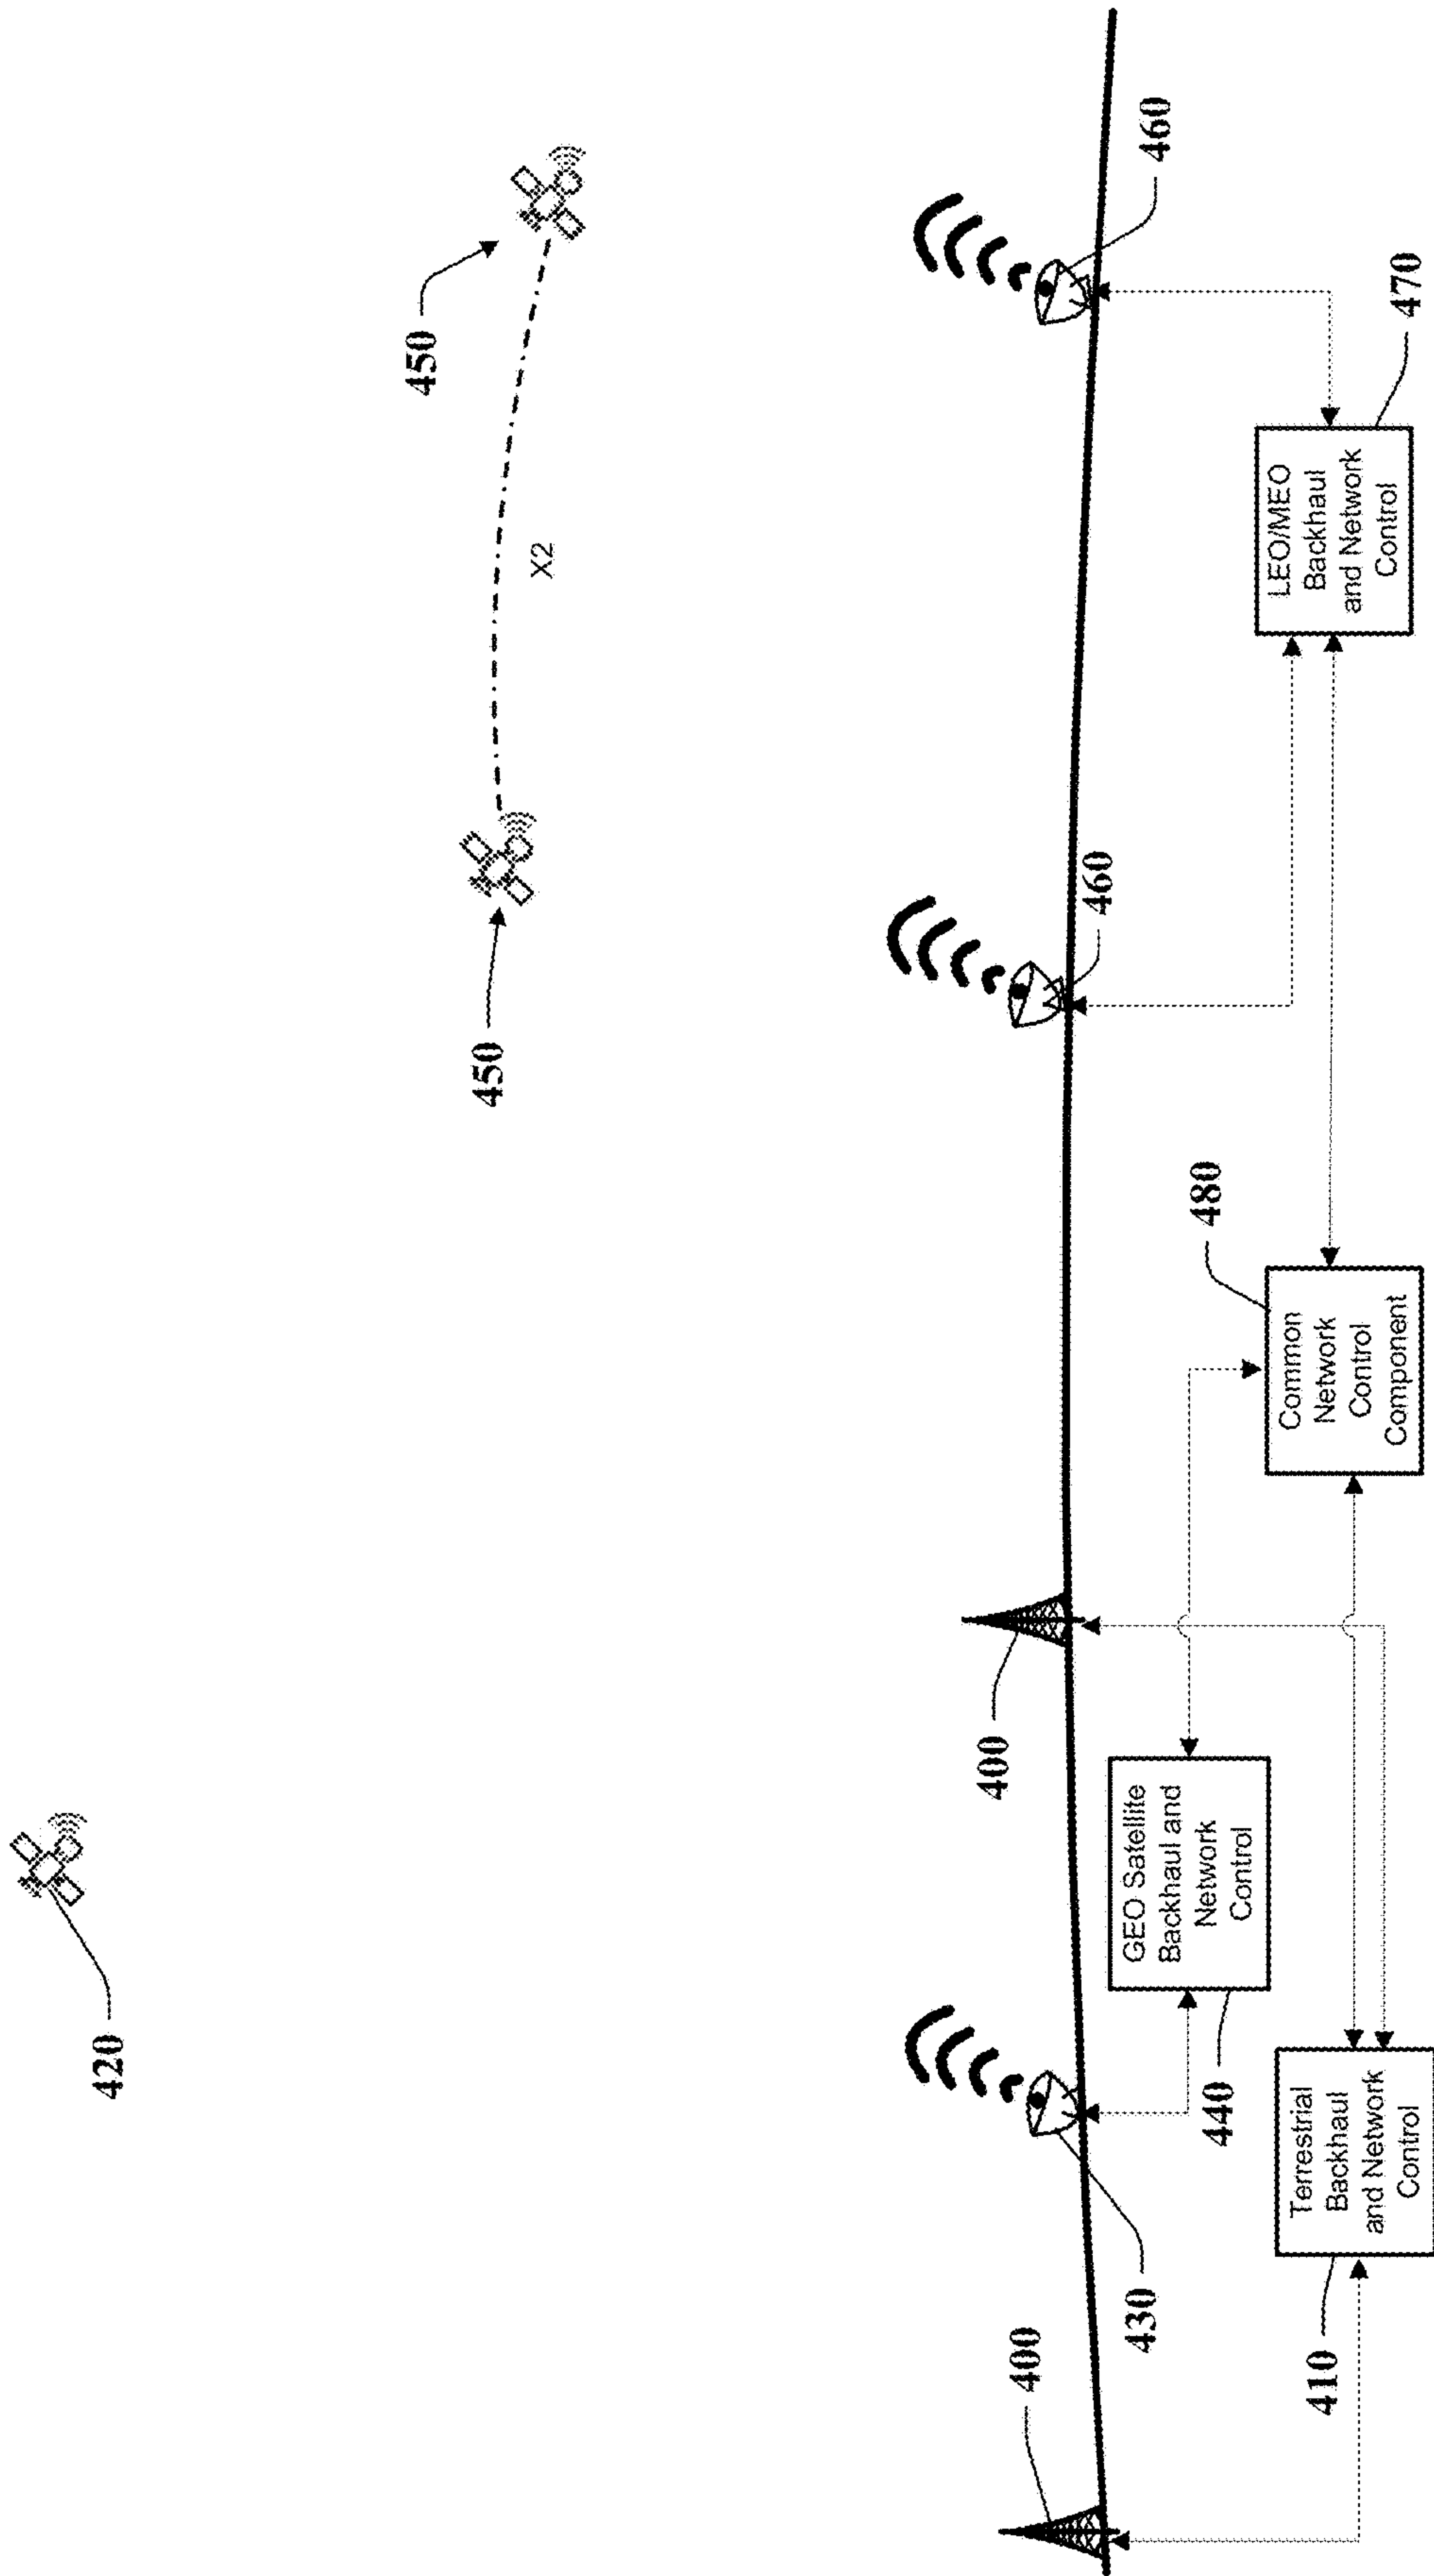 420
450
450
X2
400
430
400
460
460
440
GEO Satellite
Backhaul and
Network
Control
410
Terrestrial
Backhaul
and Network
Control
480
Common
Network
Control
Component
470
LEO/MEO
Backhaul
and Network
Control